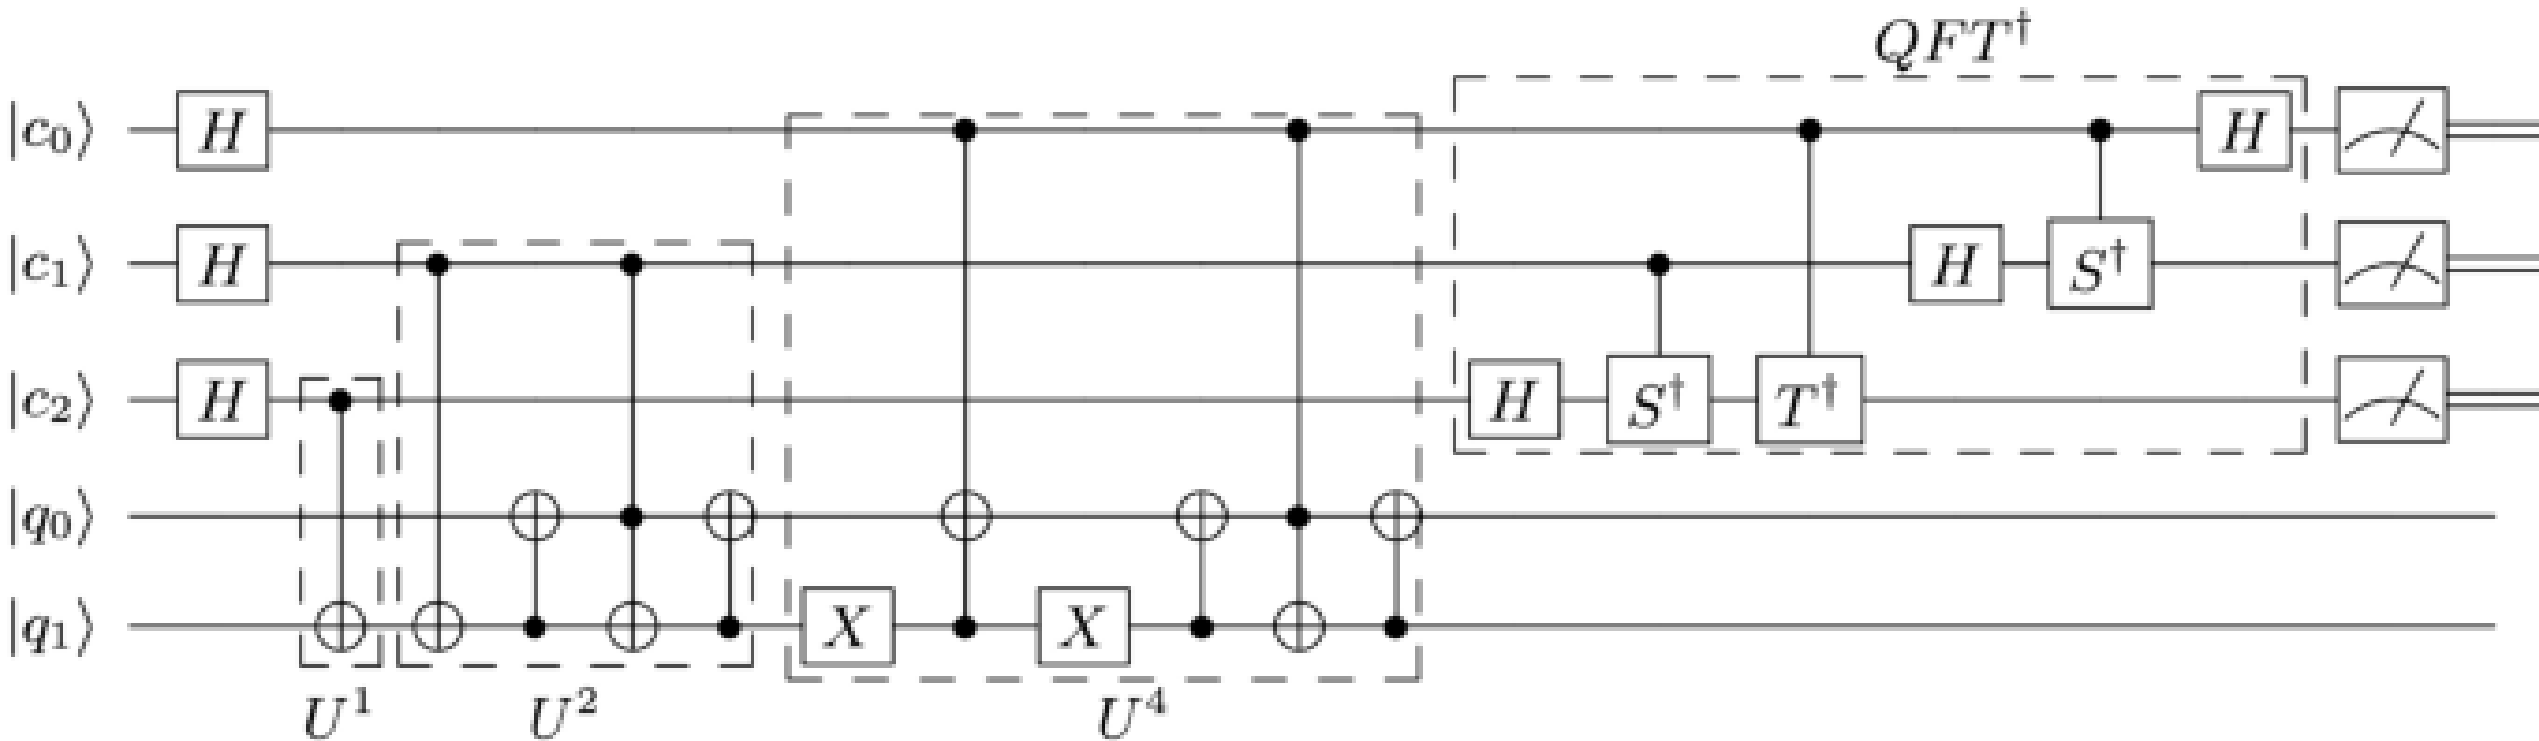 QFT†
|c₀⟩ H H
|c₁⟩ H H S†
|c₂⟩ H H S† T†
|q₀⟩
|q₁⟩ X X
U¹ U² U⁴